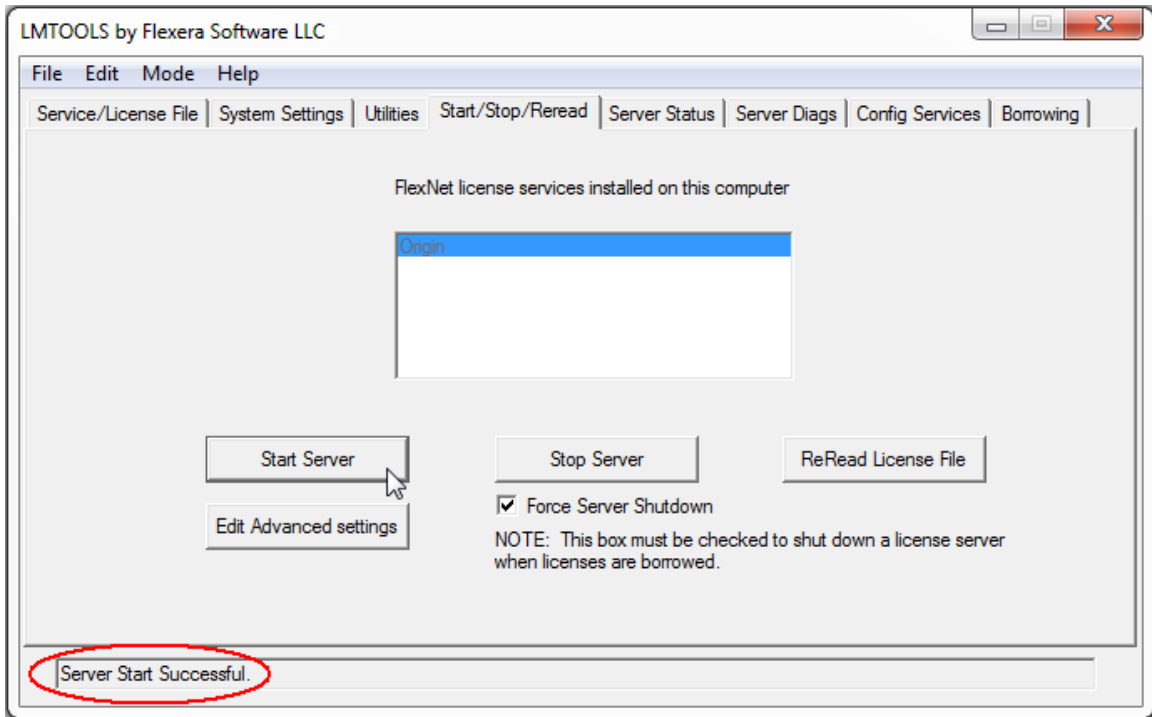 LMTOOLS by Flexera Software LLC
File Edit Mode Help
Service/License File System Settings Utilities Start/Stop/Reread Server Status Server Diags Config Services Borrowing
FlexNet license services installed on this computer
Origin
Start Server Stop Server ReRead License File
Edit Advanced settings
Force Server Shutdown
NOTE: This box must be checked to shut down a license server
when licenses are borrowed.
Server Start Successful.